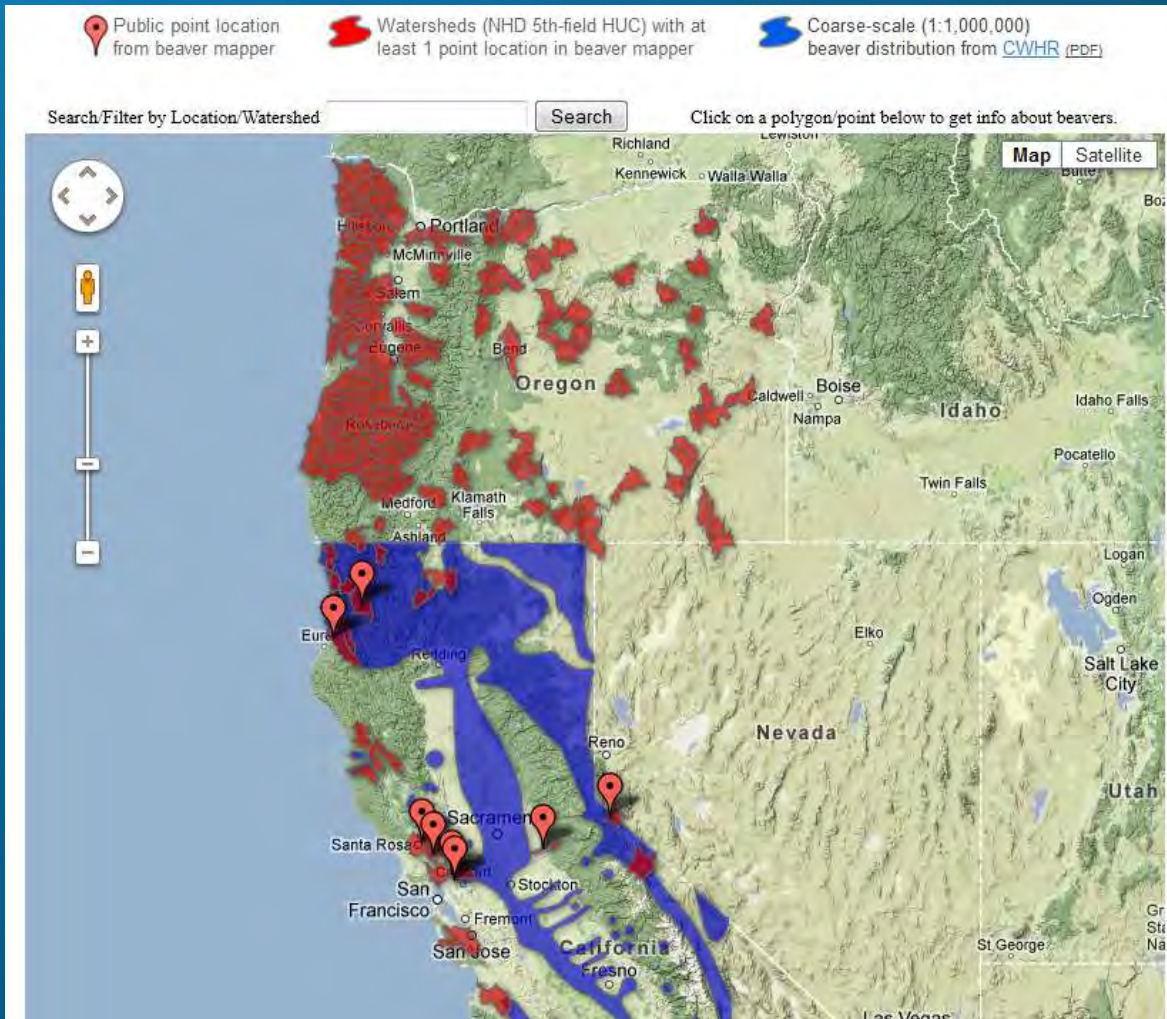 Public point location
from beaver mapper
Watersheds (NHD 5th-field HUC) with at
least 1 point location in beaver mapper
Coarse-scale (1:1,000,000)
beaver distribution from CWHR (PDF)
Search/Filter by Location/Watershed
Search
Click on a polygon/point below to get info about beavers.
Map
Satellite
Richland
Lewiston
Kennewick
Walla Walla
Butte
Portland
McMinnville
Salem
Corvallis
Eugene
Bend
Oregon
Caldwell
Boise
Nampa
Idaho
Idaho Falls
Roseburg
Pocatello
Twin Falls
Medford
Klamath
Falls
Ashland
Logan
Ogden
Elko
Redding
Salt Lake
City
Nevada
Reno
Utah
Santa Rosa
Stockton
San
Francisco
Fremont
San Jose
California
Fresno
St George
Las Vegas